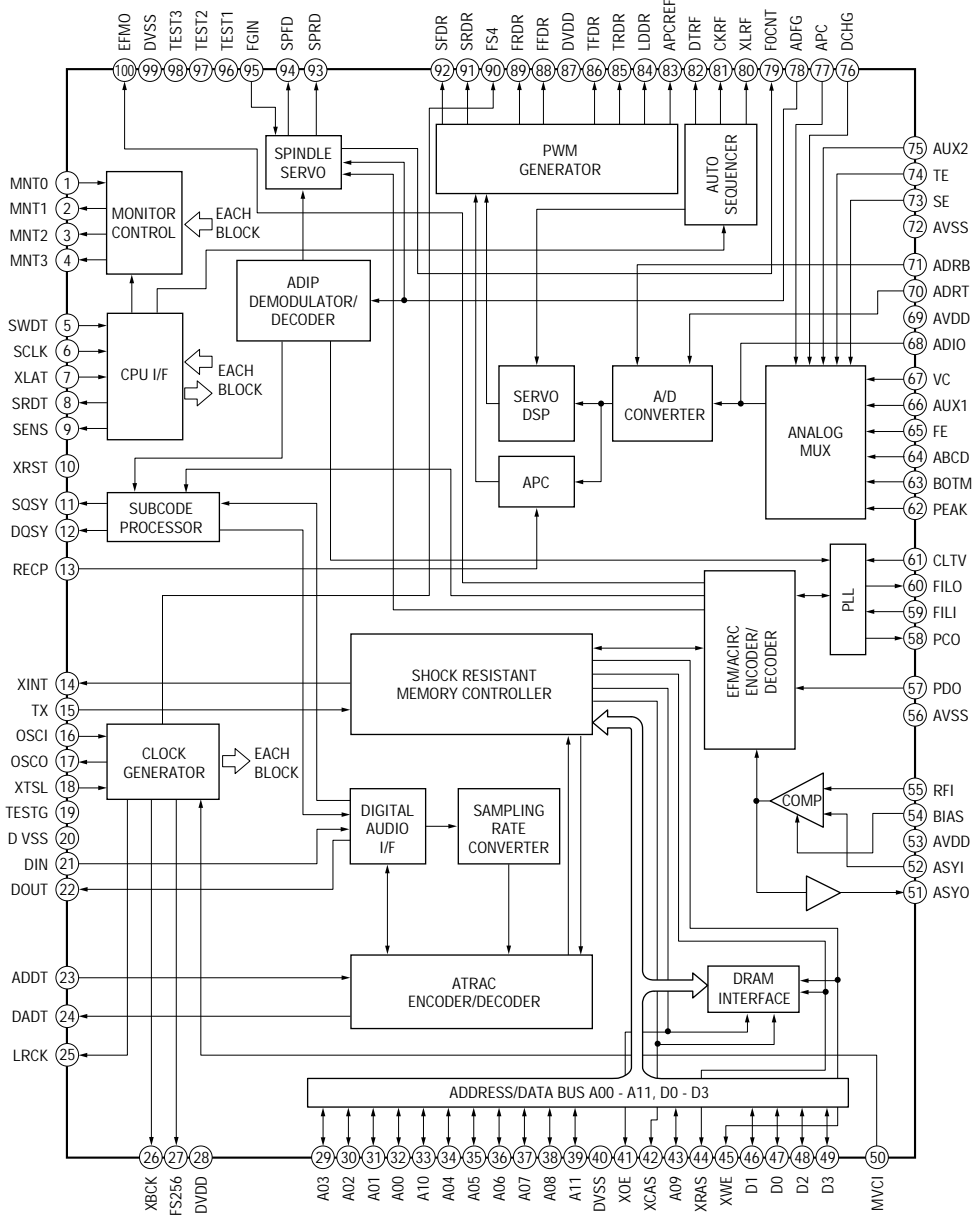 EFMO
DVSS
TEST3
TEST2
TEST1
FGIN
SPFD
SPRD
SFDR
SRDR
FS4
FRDR
FFDR
DVDD
TFDR
TRDR
LDDR
APCREF
DTRF
CKRF
XLRF
F0CNT
ADFG
APC
DCHG
100 99 98 97 96 95 94 93 92 91 90 89 88 87 86 85 84 83 82 81 80 79 78 77 76
MNT0 1
MNT1 2
MNT2 3
MNT3 4
SWDT 5
SCLK 6
XLAT 7
SRDT 8
SENS 9
XRST 10
SQSY 11
DQSY 12
RECP 13
XINT 14
TX 15
OSCI 16
OSCO 17
XTSL 18
TESTG 19
D VSS 20
DIN 21
DOUT 22
ADDT 23
DADT 24
LRCK 25
MONITOR
CONTROL
EACH
BLOCK
CPU I/F
EACH
BLOCK
SPINDLE
SERVO
ADIP
DEMODULATOR/
DECODER
SUBCODE
PROCESSOR
PWM
GENERATOR
AUTO
SEQUENCER
SERVO
DSP
A/D
CONVERTER
APC
ANALOG
MUX
PLL
EFM/ACIRC
ENCODER/
DECODER
SHOCK RESISTANT
MEMORY CONTROLLER
CLOCK
GENERATOR
EACH
BLOCK
DIGITAL
AUDIO
I/F
SAMPLING
RATE
CONVERTER
COMP
ATRAC
ENCODER/DECODER
DRAM
INTERFACE
ADDRESS/DATA BUS A00 - A11, D0 - D3
75 AUX2
74 TE
73 SE
72 AVSS
71 ADRB
70 ADRT
69 AVDD
68 ADIO
67 VC
66 AUX1
65 FE
64 ABCD
63 BOTM
62 PEAK
61 CLTV
60 FILO
59 FILI
58 PCO
57 PDO
56 AVSS
55 RFI
54 BIAS
53 AVDD
52 ASYI
51 ASYO
26 27 28 29 30 31 32 33 34 35 36 37 38 39 40 41 42 43 44 45 46 47 48 49 50
XBCK
FS256
DVDD
A03
A02
A01
A00
A10
A04
A05
A06
A07
A08
A11
DVSS
XOE
XCAS
A09
XRAS
XWE
D1
D0
D2
D3
MVCI